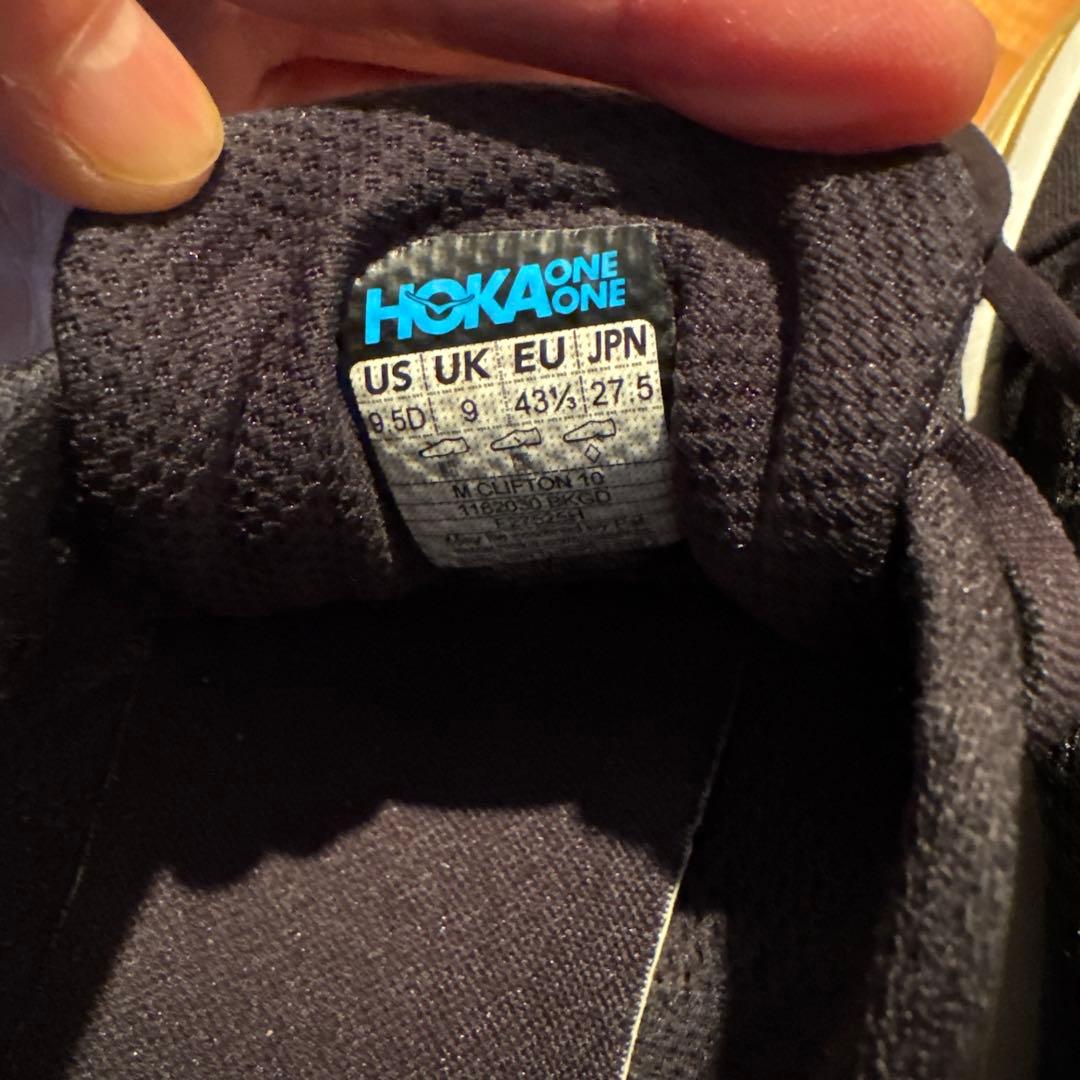 HOKA ONE ONE
US UK EU JPN
9.5D 9 43⅓ 27.5
M CLIFTON 10
1162030 BKGD